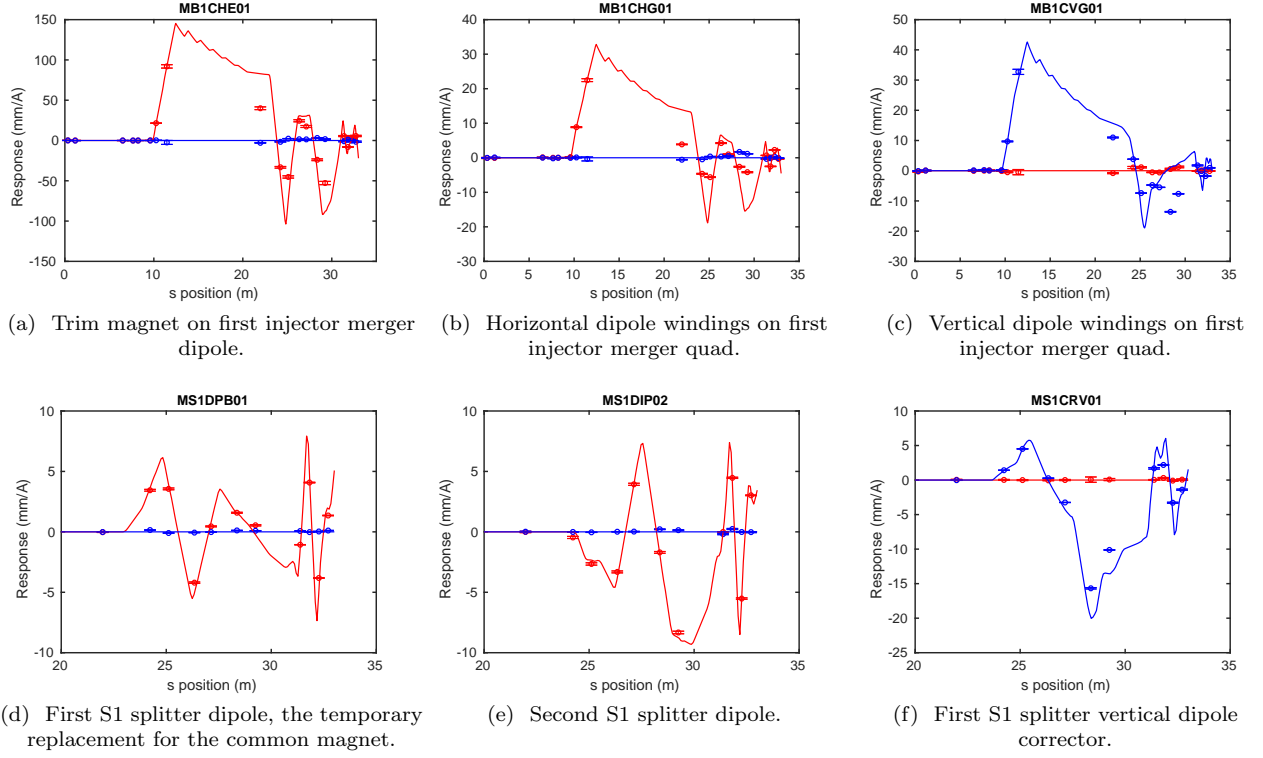 MB1CHE01
MB1CHG01
MB1CVG01
Response (mm/A)
150
100
50
0
-50
-100
-150
0 10 20 30
s position (m)
Response (mm/A)
40
30
20
10
0
-10
-20
-30
0 5 10 15 20 25 30 35
s position (m)
Response (mm/A)
50
40
30
20
10
0
-10
-20
-30
0 5 10 15 20 25 30 35
s position (m)
(a) Trim magnet on first injector merger
dipole.
(b) Horizontal dipole windings on first
injector merger quad.
(c) Vertical dipole windings on first
injector merger quad.
MS1DPB01
MS1DIP02
MS1CRV01
Response (mm/A)
10
5
0
-5
-10
20 25 30 35
s position (m)
Response (mm/A)
10
5
0
-5
-10
20 25 30 35
s position (m)
Response (mm/A)
10
5
0
-5
-10
-15
-20
-25
20 25 30 35
s position (m)
(d) First S1 splitter dipole, the temporary
replacement for the common magnet.
(e) Second S1 splitter dipole.
(f) First S1 splitter vertical dipole
corrector.